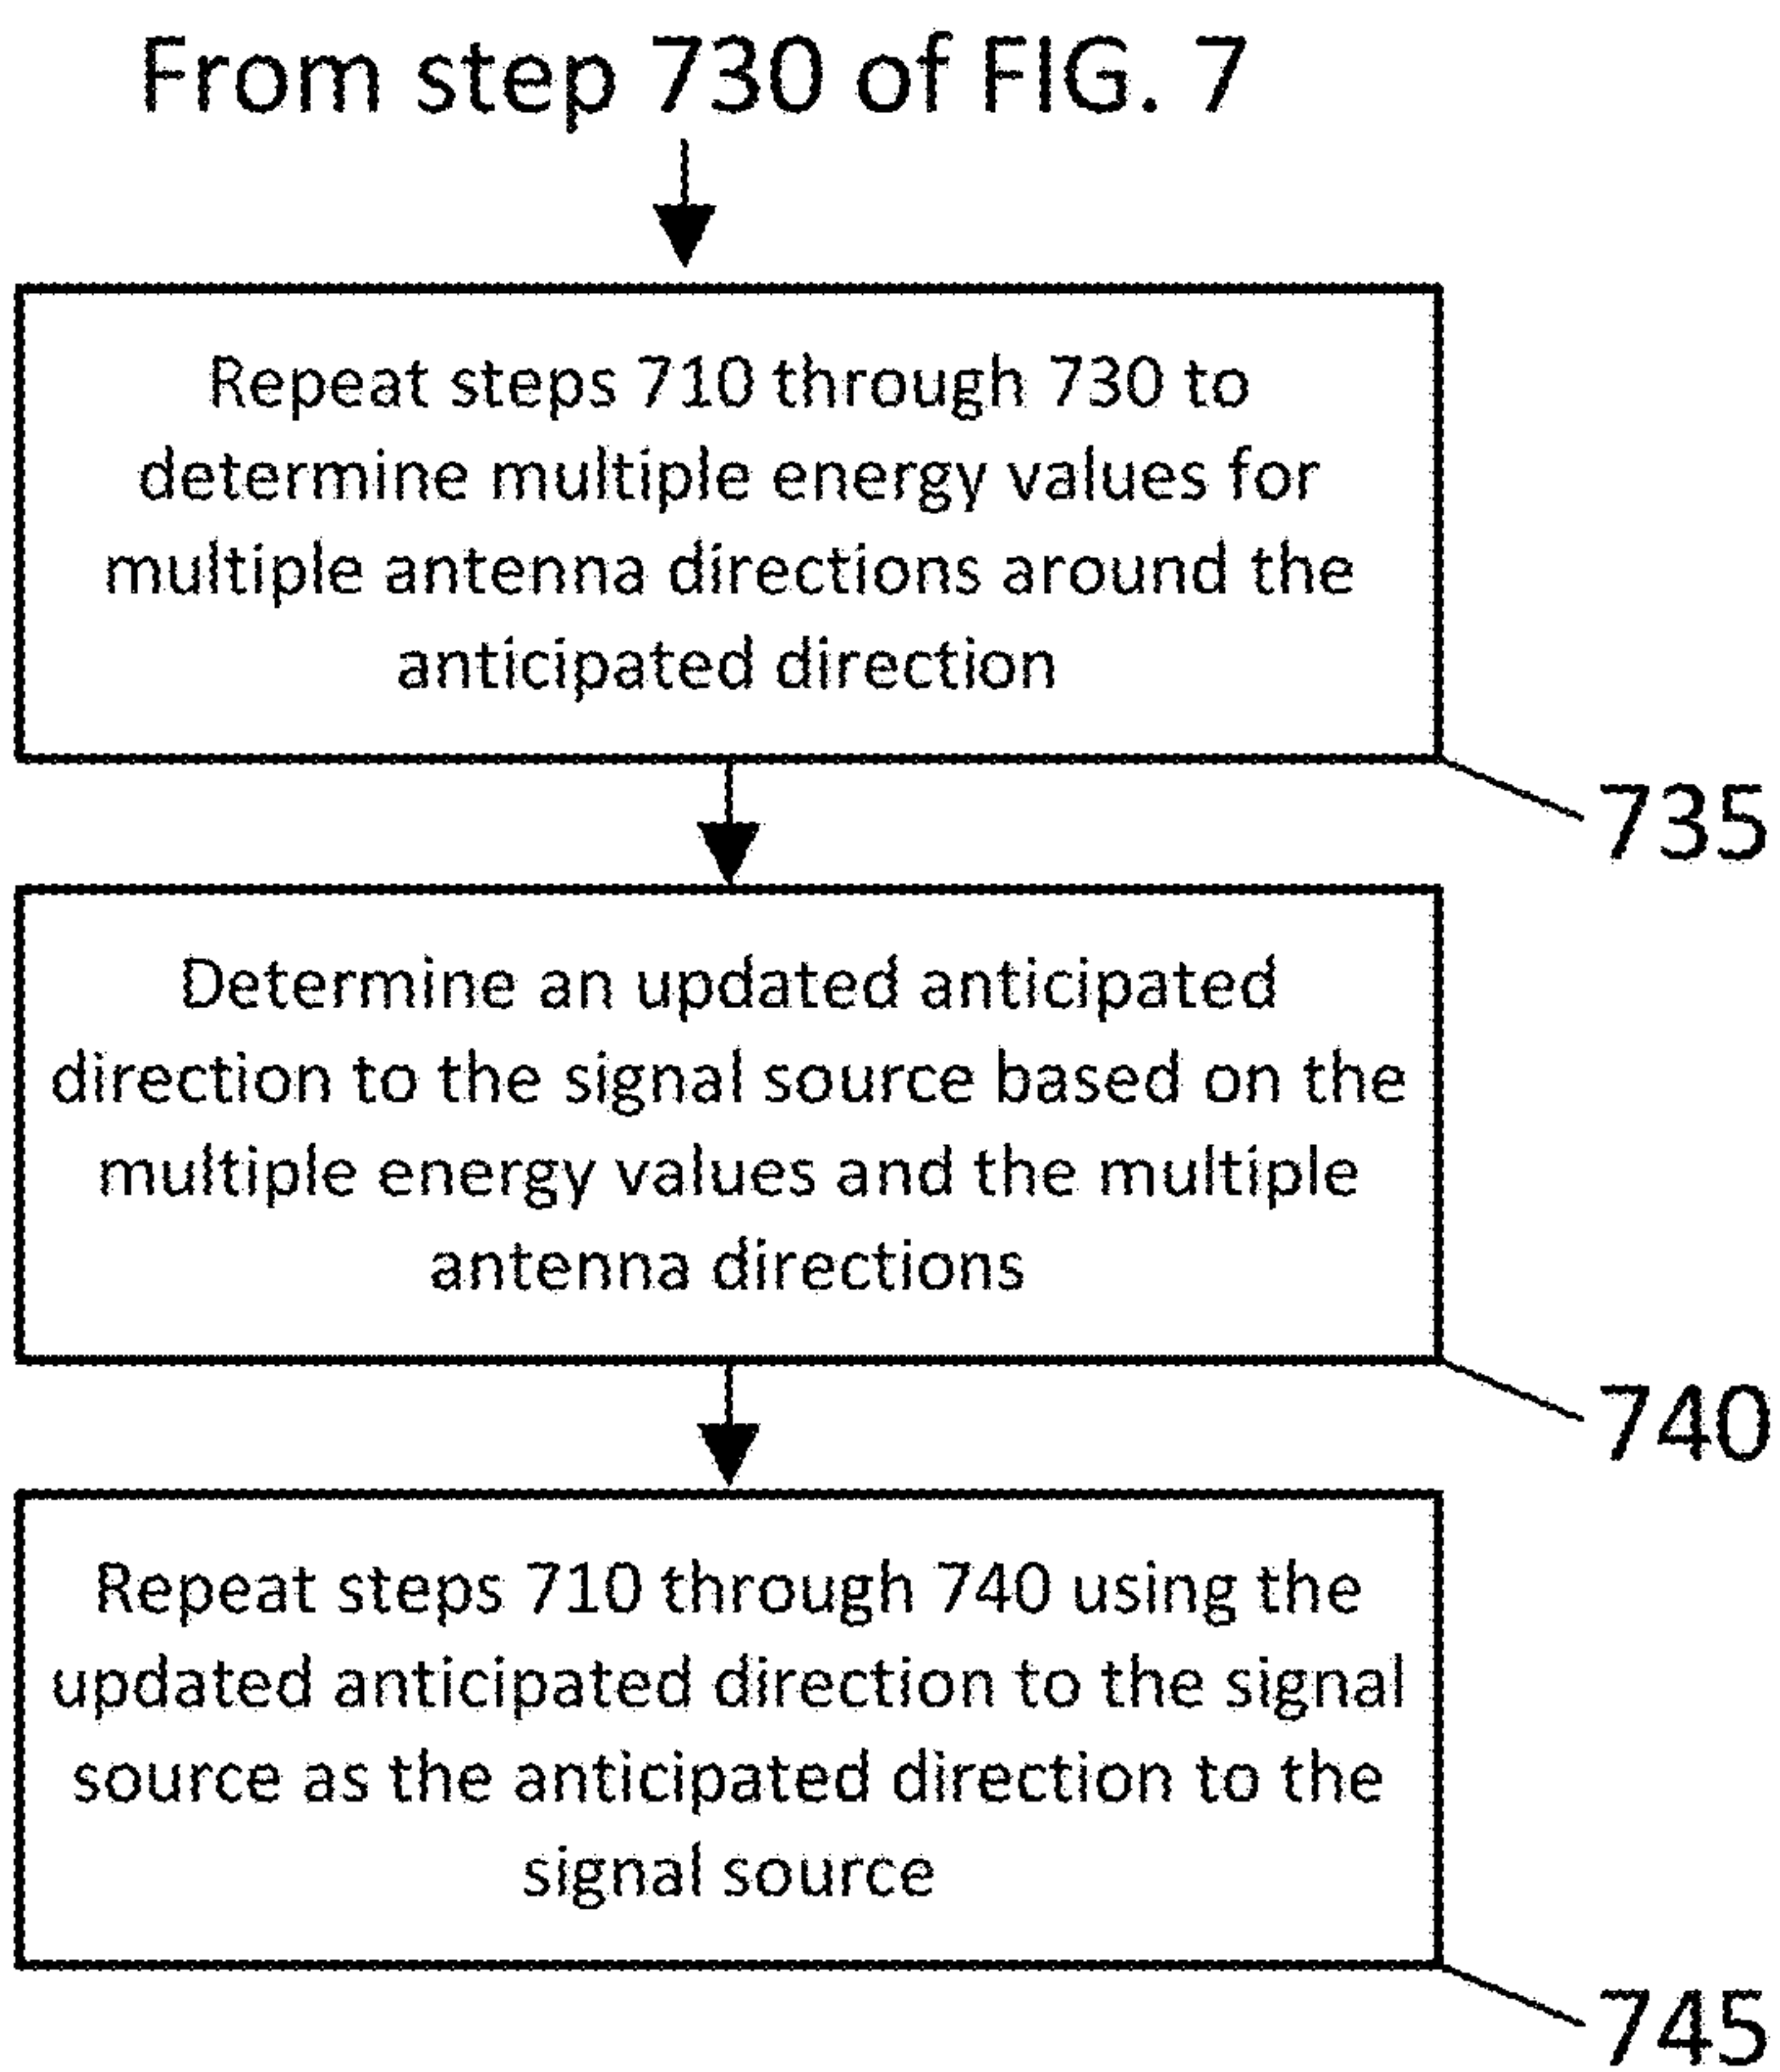 From step 730 of FIG. 7
Repeat steps 710 through 730 to
determine multiple energy values for
multiple antenna directions around the
anticipated direction
735
Determine an updated anticipated
direction to the signal source based on the
multiple energy values and the multiple
antenna directions
740
Repeat steps 710 through 740 using the
updated anticipated direction to the signal
source as the anticipated direction to the
signal source
745